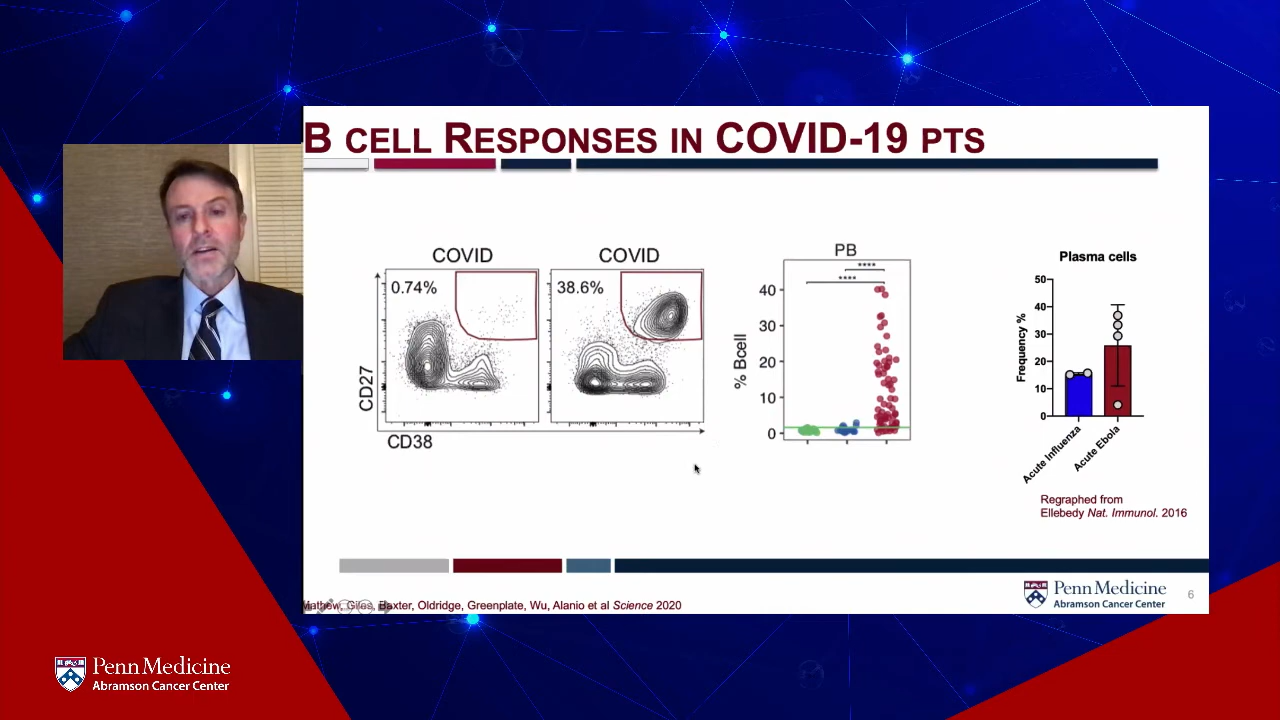 B CELL RESPONSES IN COVID-19 PTS
COVID
COVID
0.74%
38.6%
CD27
CD38
PB
****
****
% Bcell
40
30
20
10
0
Plasma cells
Frequency %
50
40
30
20
10
0
Acute Influenza
Acute Ebola
Regraphed from
Ellebedy Nat. Immunol. 2016
Baxter, Oldridge, Greenplate, Wu, Alanio et al Science 2020
Penn Medicine
Abramson Cancer Center
6
Penn Medicine
Abramson Cancer Center